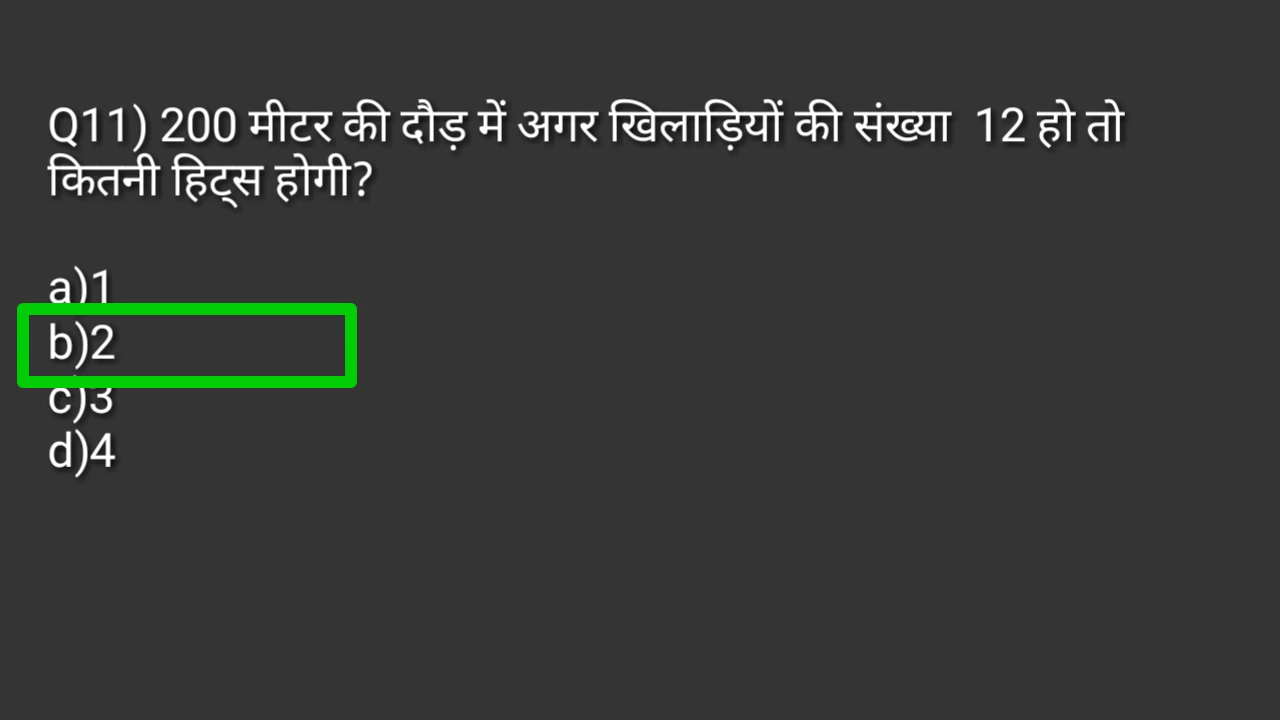 Q11) 200 मीटर की दौड़ में अगर खिलाड़ियों की संख्या 12 हो तो
कितनी हिट्स होगी?
a)1
b)2
c)3
d)4